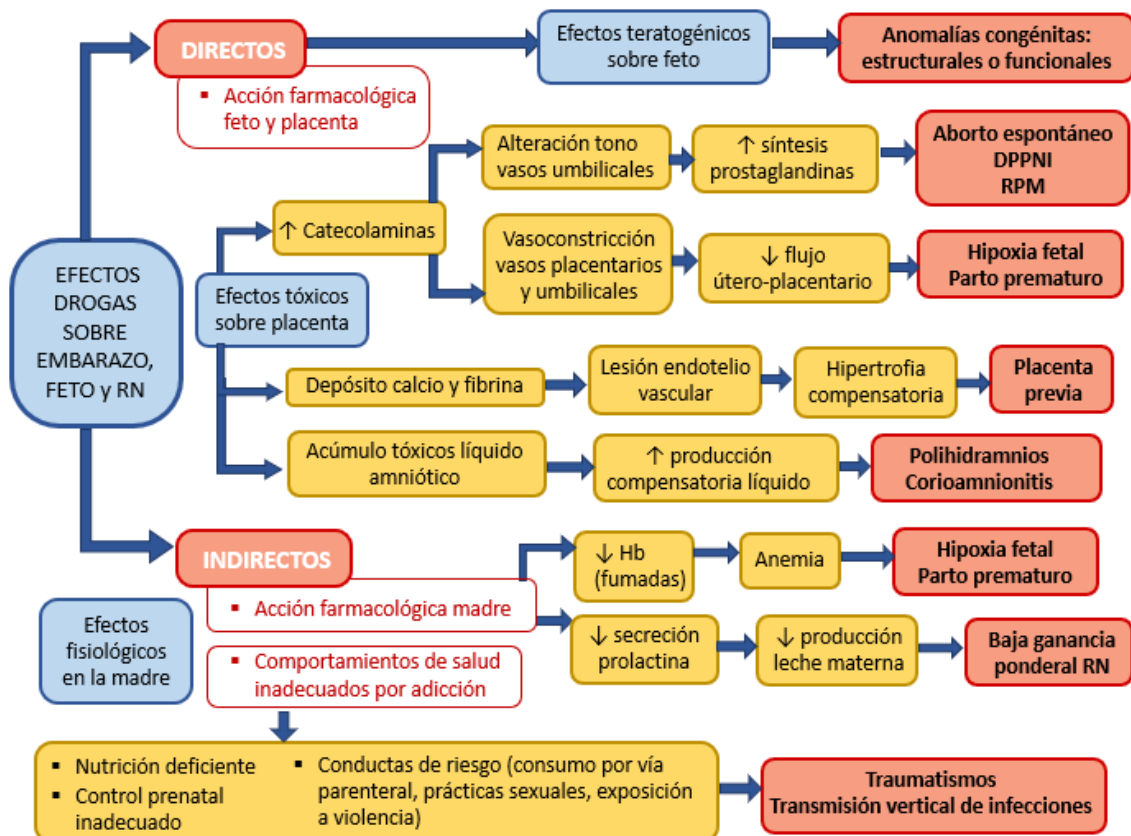 DIRECTOS
▪ Acción farmacológica
feto y placenta
Efectos teratogénicos
sobre feto
Anomalías congénitas:
estructurales o funcionales
Alteración tono
vasos umbilicales
↑ síntesis
prostaglandinas
Aborto espontáneo
DPPNI
RPM
↑ Catecolaminas
Vasoconstricción
vasos placentarios
y umbilicales
↓ flujo
útero-placentario
Hipoxia fetal
Parto prematuro
EFECTOS
DROGAS
SOBRE
EMBARAZO,
FETO y RN
Efectos tóxicos
sobre placenta
Depósito calcio y fibrina
Lesión endotelio
vascular
Hipertrofia
compensatoria
Placenta
previa
Acúmulo tóxicos líquido
amniótico
↑ producción
compensatoria líquido
Polihidramnios
Corioamnionitis
INDIRECTOS
▪ Acción farmacológica madre
↓ Hb
(fumadas)
Anemia
Hipoxia fetal
Parto prematuro
Efectos
fisiológicos
en la madre
▪ Comportamientos de salud
inadecuados por adicción
↓ secreción
prolactina
↓ producción
leche materna
Baja ganancia
ponderal RN
▪ Nutrición deficiente
▪ Control prenatal
inadecuado
▪ Conductas de riesgo (consumo por vía
parenteral, prácticas sexuales, exposición
a violencia)
Traumatismos
Transmisión vertical de infecciones